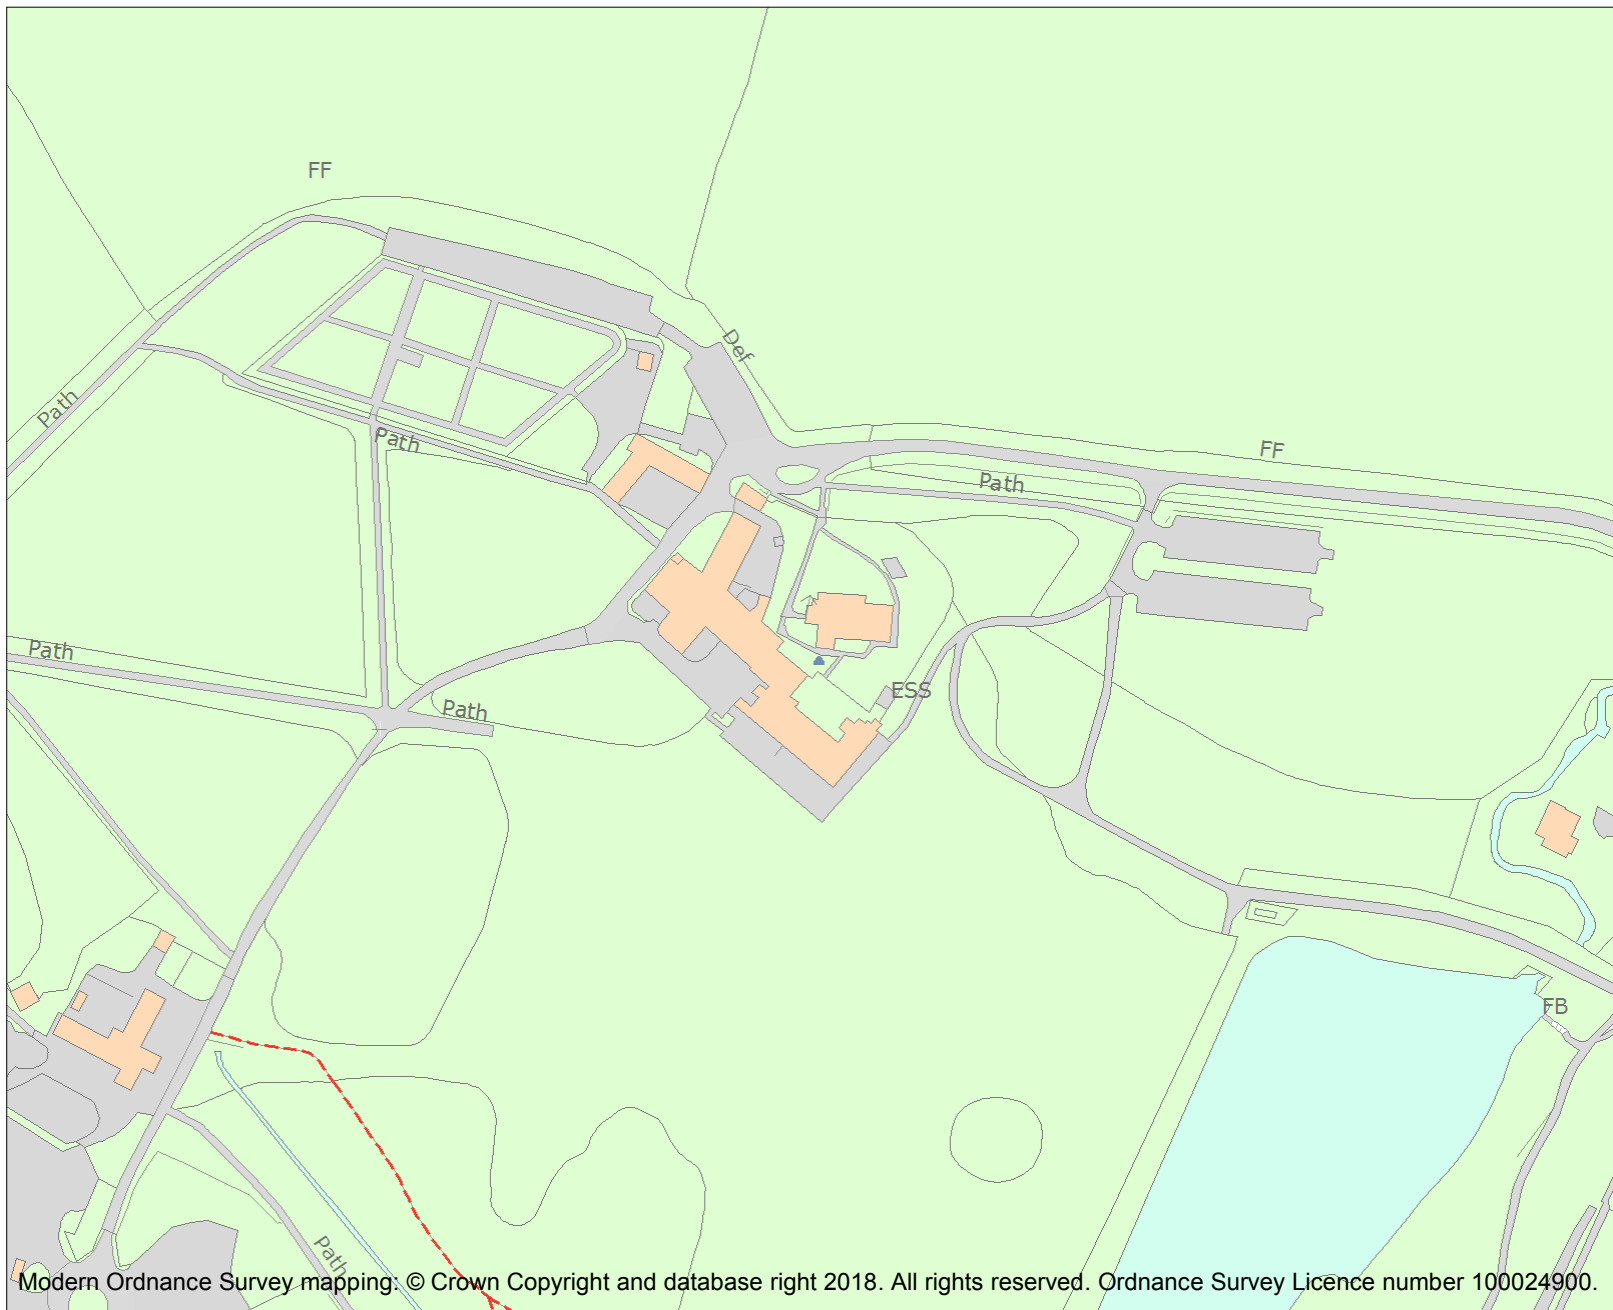 FF
Def
Path
Path
FF
Path
Path
ESS
Path
FB
Path
Modern Ordnance Survey mapping: © Crown Copyright and database right 2018. All rights reserved. Ordnance Survey Licence number 100024900.